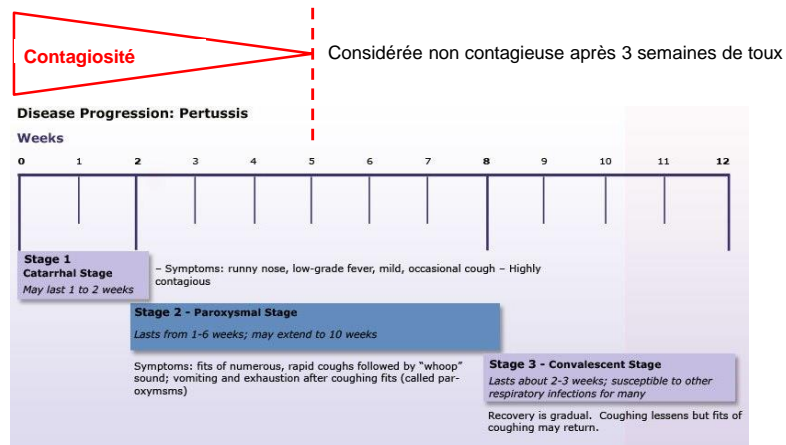 Contagiosité
Considérée non contagieuse après 3 semaines de toux
Disease Progression: Pertussis
Weeks
0 1 2 3 4 5 6 7 8 9 10 11 12
Stage 1
Catarrhal Stage
May last 1 to 2 weeks
– Symptoms: runny nose, low-grade fever, mild, occasional cough – Highly
contagious
Stage 2 - Paroxysmal Stage
Lasts from 1-6 weeks; may extend to 10 weeks
Symptoms: fits of numerous, rapid coughs followed by “whoop”
sound; vomiting and exhaustion after coughing fits (called par-
oxymsms)
Stage 3 - Convalescent Stage
Lasts about 2-3 weeks; susceptible to other
respiratory infections for many
Recovery is gradual. Coughing lessens but fits of
coughing may return.